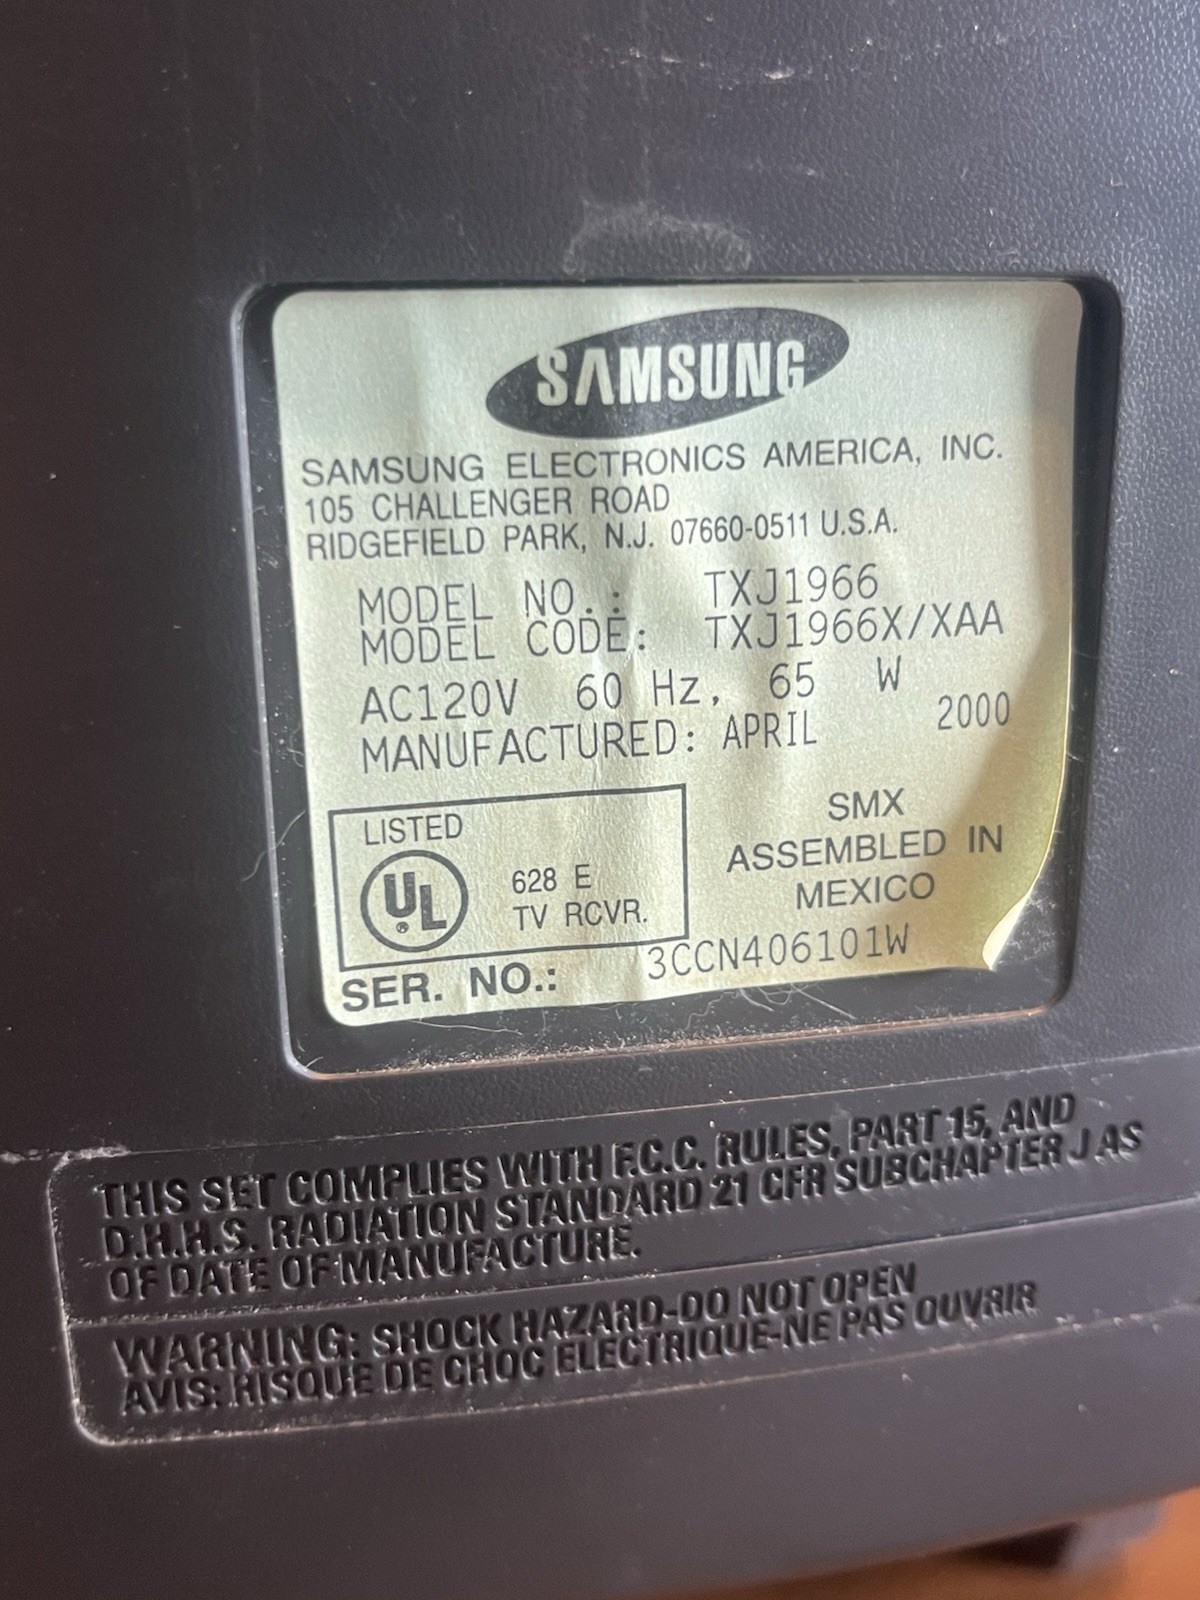 SAMSUNG
SAMSUNG ELECTRONICS AMERICA, INC.
105 CHALLENGER ROAD
RIDGEFIELD PARK, N.J. 07660-0511 U.S.A.
MODEL NO.: TXJ1966
MODEL CODE: TXJ1966X/XAA
AC120V 60 Hz, 65 W
MANUFACTURED: APRIL 2000
LISTED
UL ®
628 E
TV RCVR.
SMX
ASSEMBLED IN
MEXICO
SER. NO.: 3CCN406101W
THIS SET COMPLIES WITH F.C.C. RULES, PART 15, AND
D.H.H.S. RADIATION STANDARD 21 CFR SUBCHAPTER J AS
OF DATE OF MANUFACTURE.
WARNING: SHOCK HAZARD-DO NOT OPEN
AVIS: RISQUE DE CHOC ELECTRIQUE-NE PAS OUVRIR